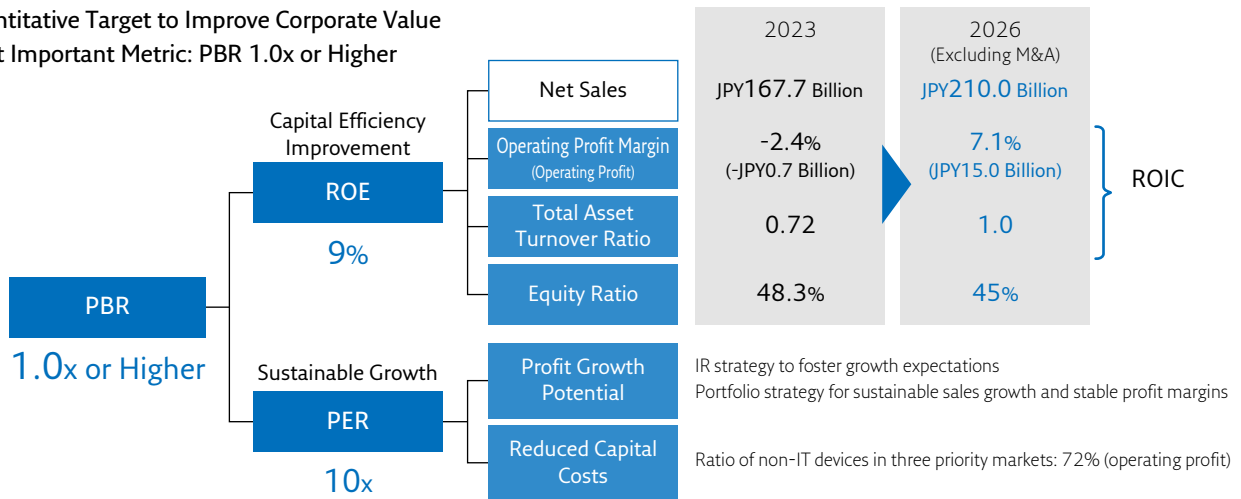 ntitative Target to Improve Corporate Value
t Important Metric: PBR 1.0x or Higher
2023
2026
(Excluding M&A)
Net Sales
JPY167.7 Billion
JPY210.0 Billion
Capital Efficiency
Improvement
ROE
9%
Operating Profit Margin
(Operating Profit)
-2.4%
(-JPY0.7 Billion)
7.1%
(JPY15.0 Billion)
ROIC
Total Asset
Turnover Ratio
0.72
1.0
Equity Ratio
48.3%
45%
PBR
1.0x or Higher
Sustainable Growth
PER
10x
Profit Growth
Potential
IR strategy to foster growth expectations
Portfolio strategy for sustainable sales growth and stable profit margins
Reduced Capital
Costs
Ratio of non-IT devices in three priority markets: 72% (operating profit)